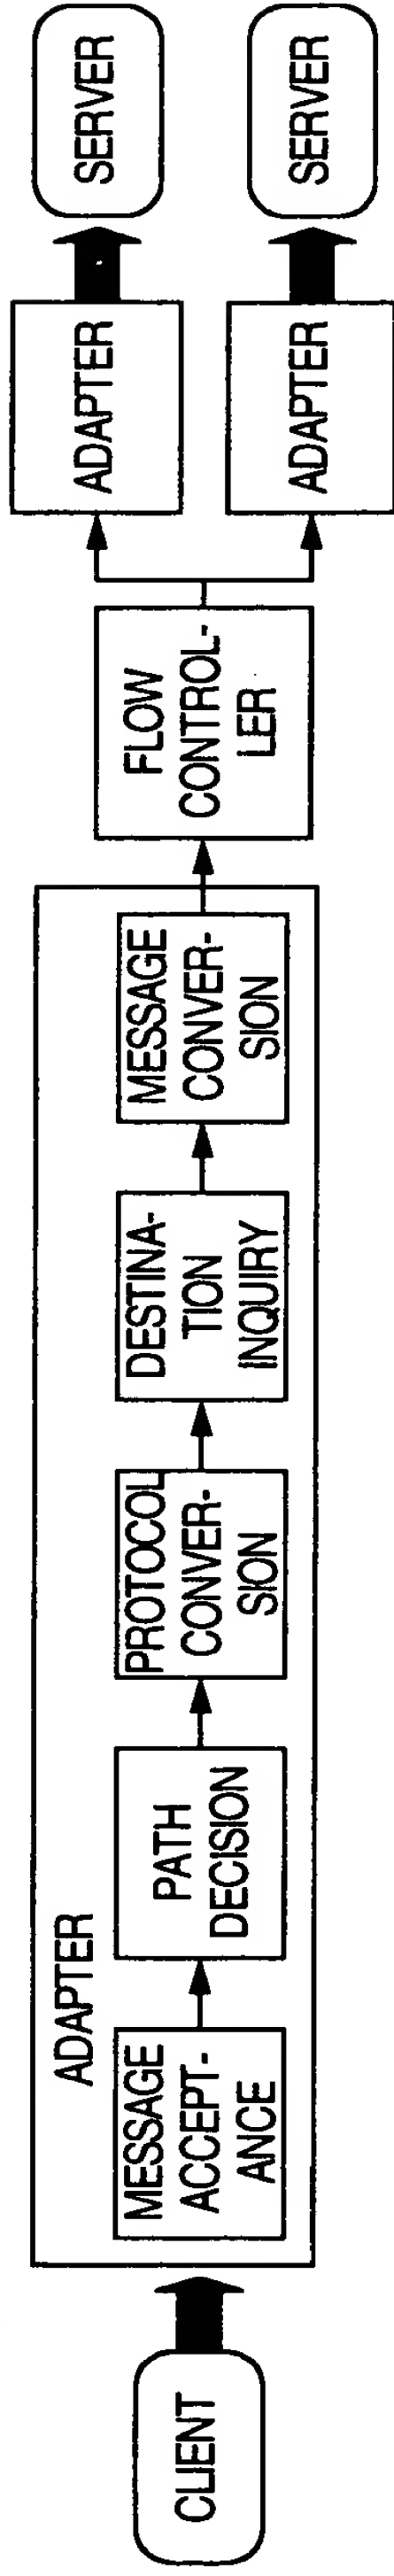 CLIENT
ADAPTER
MESSAGE
ACCEPT-
ANCE
PATH
DECISION
PROTOCOL
CONVER-
SION
DESTINA-
TION
INQUIRY
MESSAGE
CONVER-
SION
FLOW
CONTROL-
LER
ADAPTER
SERVER
ADAPTER
SERVER